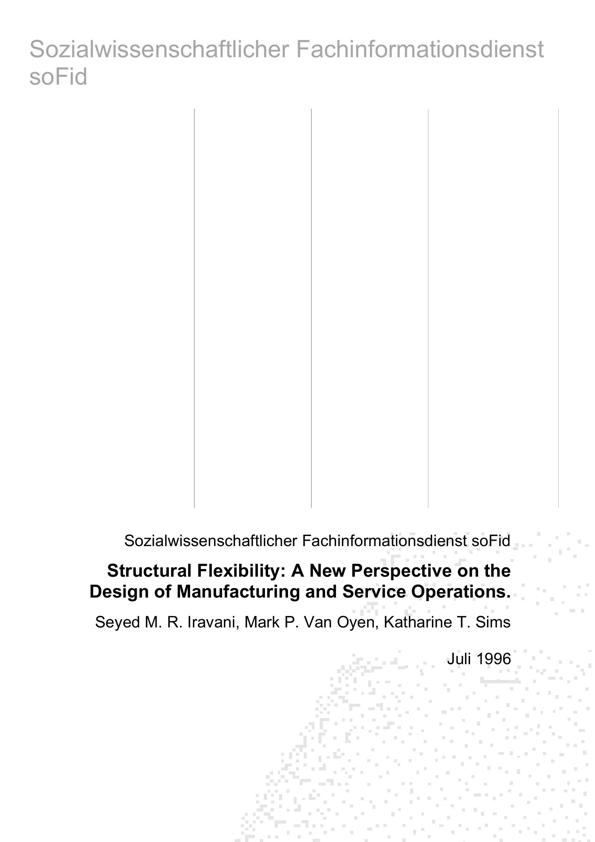 Sozialwissenschaftlicher Fachinformationsdienst
soFid
Sozialwissenschaftlicher Fachinformationsdienst soFid
Structural Flexibility: A New Perspective on the
Design of Manufacturing and Service Operations.
Seyed M. R. Iravani, Mark P. Van Oyen, Katharine T. Sims
Juli 1996